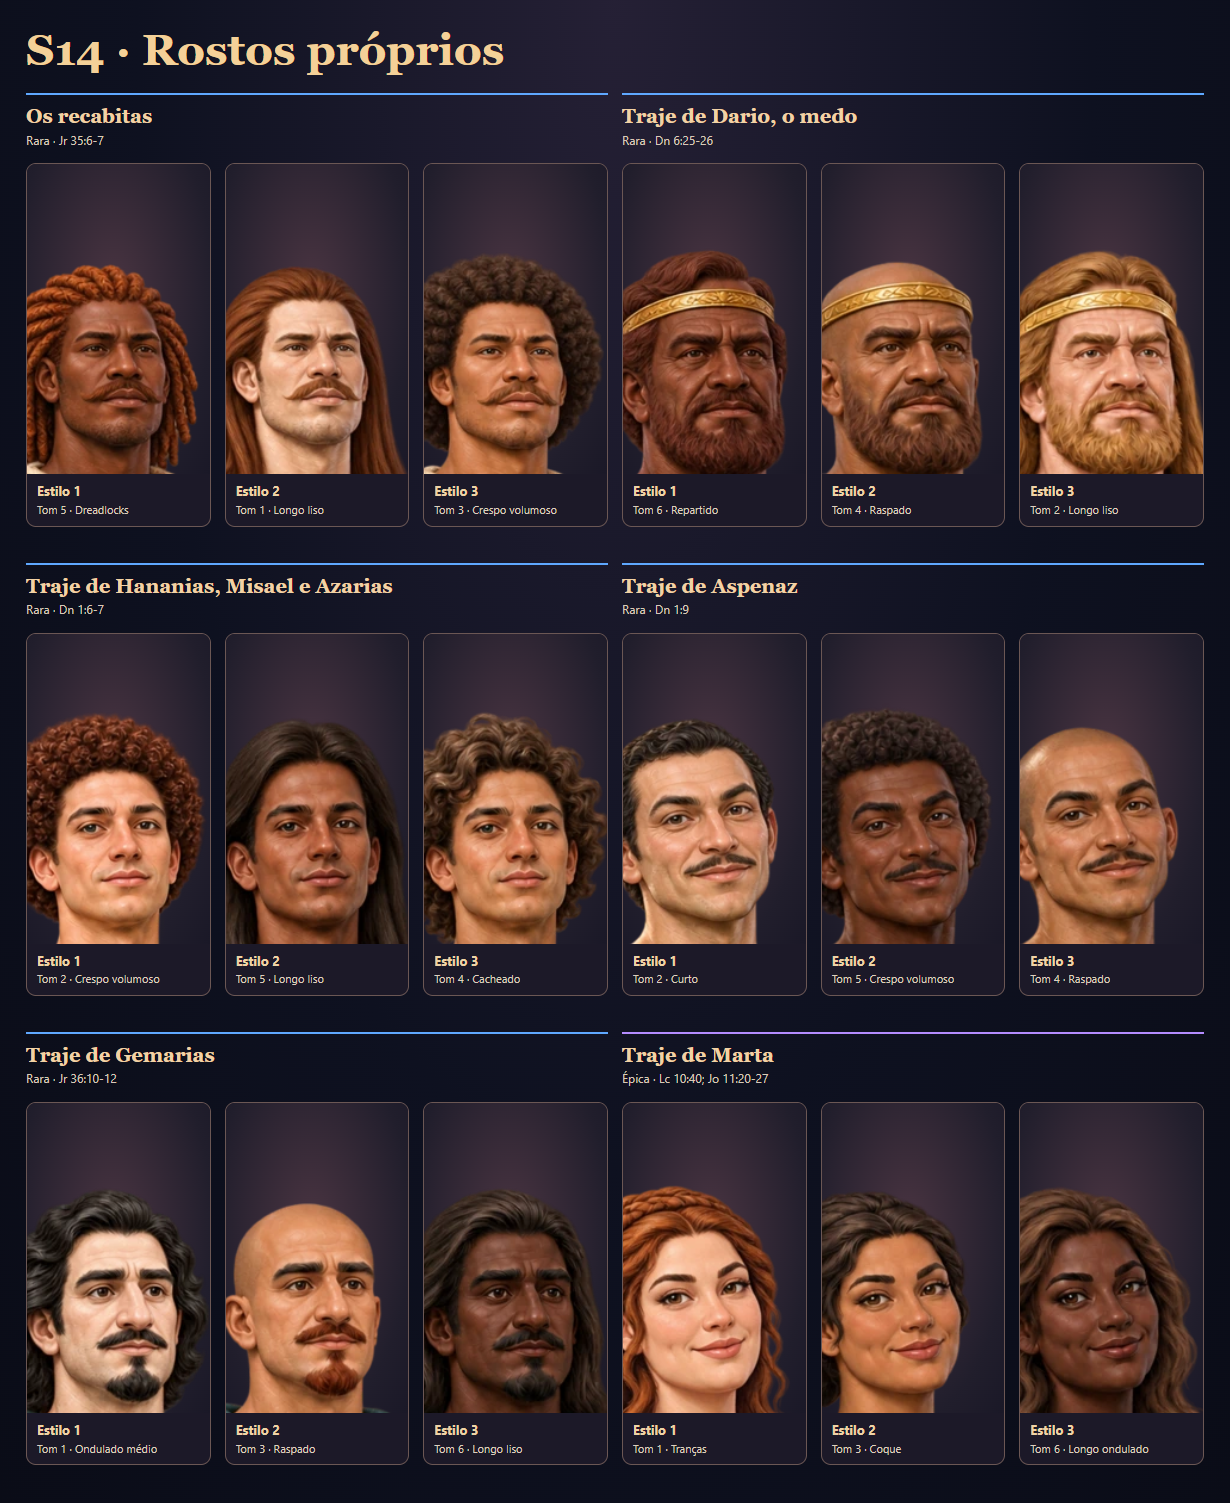 S14 · Rostos próprios
Os recabitas
Rara · Jr 35:6-7
Estilo 1
Tom 5 · Dreadlocks
Estilo 2
Tom 1 · Longo liso
Estilo 3
Tom 3 · Crespo volumoso
Traje de Dario, o medo
Rara · Dn 6:25-26
Estilo 1
Tom 6 · Repartido
Estilo 2
Tom 4 · Raspado
Estilo 3
Tom 2 · Longo liso
Traje de Hananias, Misael e Azarias
Rara · Dn 1:6-7
Estilo 1
Tom 2 · Crespo volumoso
Estilo 2
Tom 5 · Longo liso
Estilo 3
Tom 4 · Cacheado
Traje de Aspenaz
Rara · Dn 1:9
Estilo 1
Tom 2 · Curto
Estilo 2
Tom 5 · Crespo volumoso
Estilo 3
Tom 4 · Raspado
Traje de Gemarias
Rara · Jr 36:10-12
Estilo 1
Tom 1 · Ondulado médio
Estilo 2
Tom 3 · Raspado
Estilo 3
Tom 6 · Longo liso
Traje de Marta
Épica · Lc 10:40; Jo 11:20-27
Estilo 1
Tom 1 · Tranças
Estilo 2
Tom 3 · Coque
Estilo 3
Tom 6 · Longo ondulado